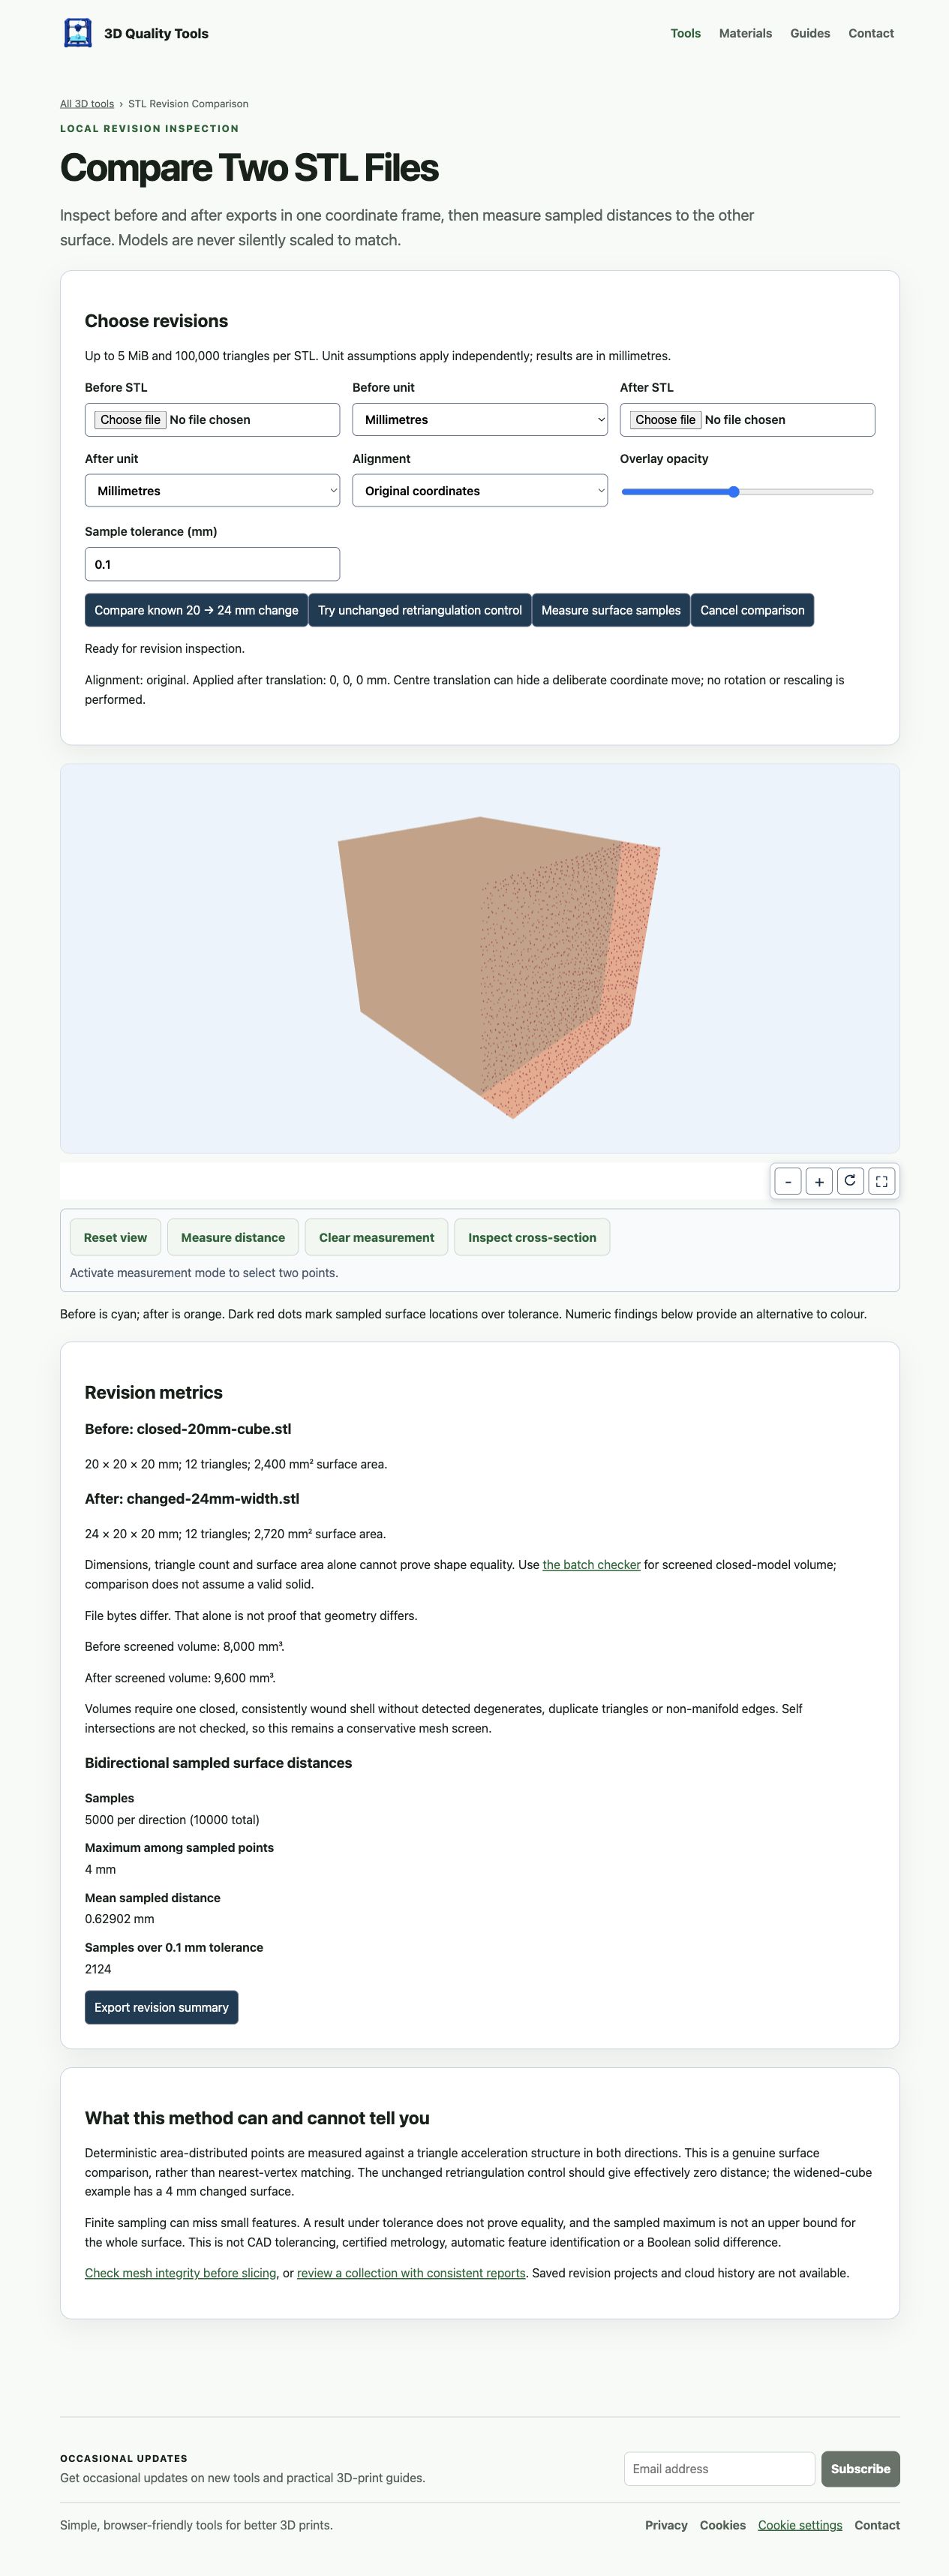 3D Quality Tools
Tools Materials Guides Contact
All 3D tools › STL Revision Comparison
LOCAL REVISION INSPECTION
Compare Two STL Files
Inspect before and after exports in one coordinate frame, then measure sampled distances to the other
surface. Models are never silently scaled to match.
Choose revisions
Up to 5 MiB and 100,000 triangles per STL. Unit assumptions apply independently; results are in millimetres.
Before STL Before unit After STL
Choose file No file chosen Millimetres Choose file No file chosen
After unit Alignment Overlay opacity
Millimetres Original coordinates
Sample tolerance (mm)
0.1
Compare known 20 → 24 mm change Try unchanged retriangulation control Measure surface samples Cancel comparison
Ready for revision inspection.
Alignment: original. Applied after translation: 0, 0, 0 mm. Centre translation can hide a deliberate coordinate move; no rotation or rescaling is
performed.
- +
Reset view Measure distance Clear measurement Inspect cross-section
Activate measurement mode to select two points.
Before is cyan; after is orange. Dark red dots mark sampled surface locations over tolerance. Numeric findings below provide an alternative to colour.
Revision metrics
Before: closed-20mm-cube.stl
20 × 20 × 20 mm; 12 triangles; 2,400 mm² surface area.
After: changed-24mm-width.stl
24 × 20 × 20 mm; 12 triangles; 2,720 mm² surface area.
Dimensions, triangle count and surface area alone cannot prove shape equality. Use the batch checker for screened closed-model volume;
comparison does not assume a valid solid.
File bytes differ. That alone is not proof that geometry differs.
Before screened volume: 8,000 mm³.
After screened volume: 9,600 mm³.
Volumes require one closed, consistently wound shell without detected degenerates, duplicate triangles or non-manifold edges. Self
intersections are not checked, so this remains a conservative mesh screen.
Bidirectional sampled surface distances
Samples
5000 per direction (10000 total)
Maximum among sampled points
4 mm
Mean sampled distance
0.62902 mm
Samples over 0.1 mm tolerance
2124
Export revision summary
What this method can and cannot tell you
Deterministic area-distributed points are measured against a triangle acceleration structure in both directions. This is a genuine surface
comparison, rather than nearest-vertex matching. The unchanged retriangulation control should give effectively zero distance; the widened-cube
example has a 4 mm changed surface.
Finite sampling can miss small features. A result under tolerance does not prove equality, and the sampled maximum is not an upper bound for
the whole surface. This is not CAD tolerancing, certified metrology, automatic feature identification or a Boolean solid difference.
Check mesh integrity before slicing, or review a collection with consistent reports. Saved revision projects and cloud history are not available.
OCCASIONAL UPDATES
Get occasional updates on new tools and practical 3D-print guides.
Email address Subscribe
Simple, browser-friendly tools for better 3D prints.
Privacy Cookies Cookie settings Contact